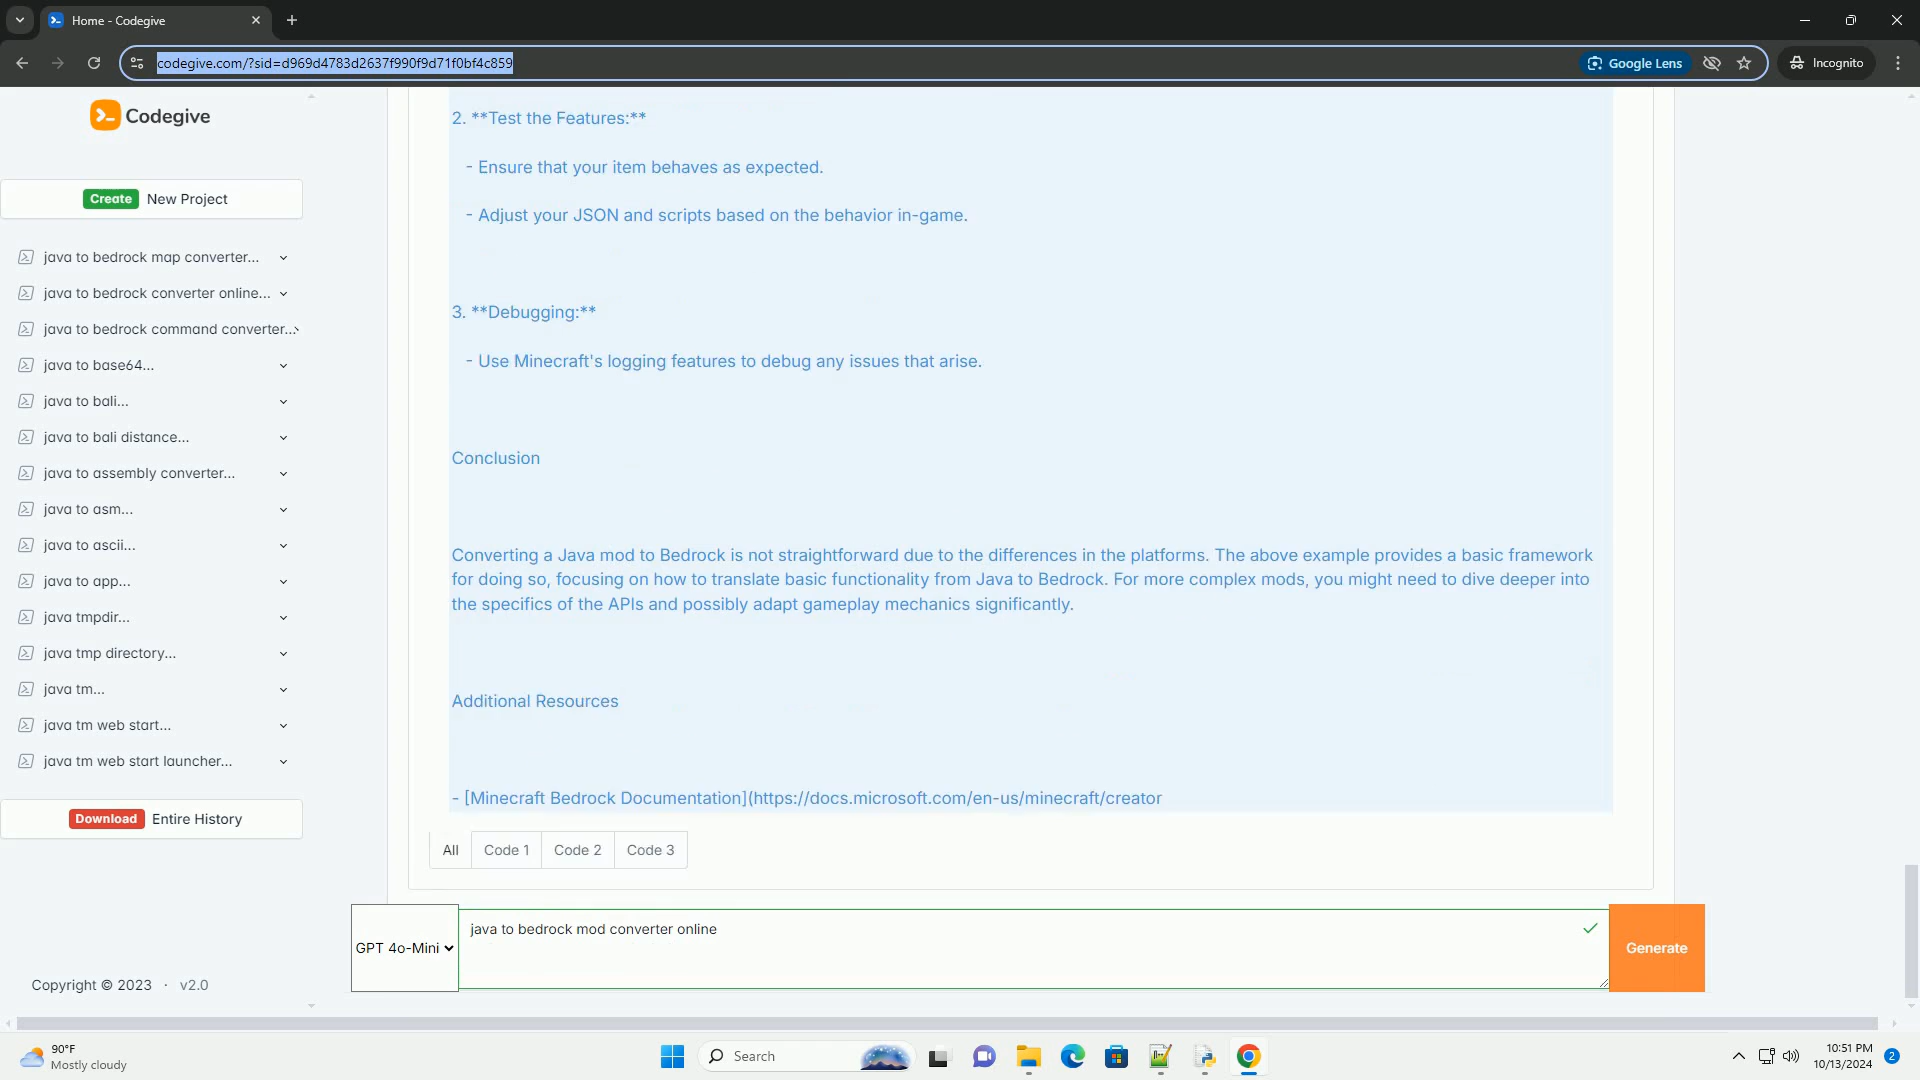 Home - Codegive
codegive.com/?sid=d969d4783d2637f990f9d71f0bf4c859
Google Lens
Incognito
Codegive
Create New Project
java to bedrock map converter...
java to bedrock converter online...
java to bedrock command converter...
java to base64...
java to bali...
java to bali distance...
java to assembly converter...
java to asm...
java to ascii...
java to app...
java tmpdir...
java tmp directory...
java tm...
java tm web start...
java tm web start launcher...
Download Entire History
Copyright © 2023 · v2.0
2. **Test the Features:**
- Ensure that your item behaves as expected.
- Adjust your JSON and scripts based on the behavior in-game.
3. **Debugging:**
- Use Minecraft's logging features to debug any issues that arise.
Conclusion
Converting a Java mod to Bedrock is not straightforward due to the differences in the platforms. The above example provides a basic framework
for doing so, focusing on how to translate basic functionality from Java to Bedrock. For more complex mods, you might need to dive deeper into
the specifics of the APIs and possibly adapt gameplay mechanics significantly.
Additional Resources
- [Minecraft Bedrock Documentation](https://docs.microsoft.com/en-us/minecraft/creator
All Code 1 Code 2 Code 3
GPT 4o-Mini
java to bedrock mod converter online
Generate
90°F
Mostly cloudy
Search
10:51 PM
10/13/2024
2